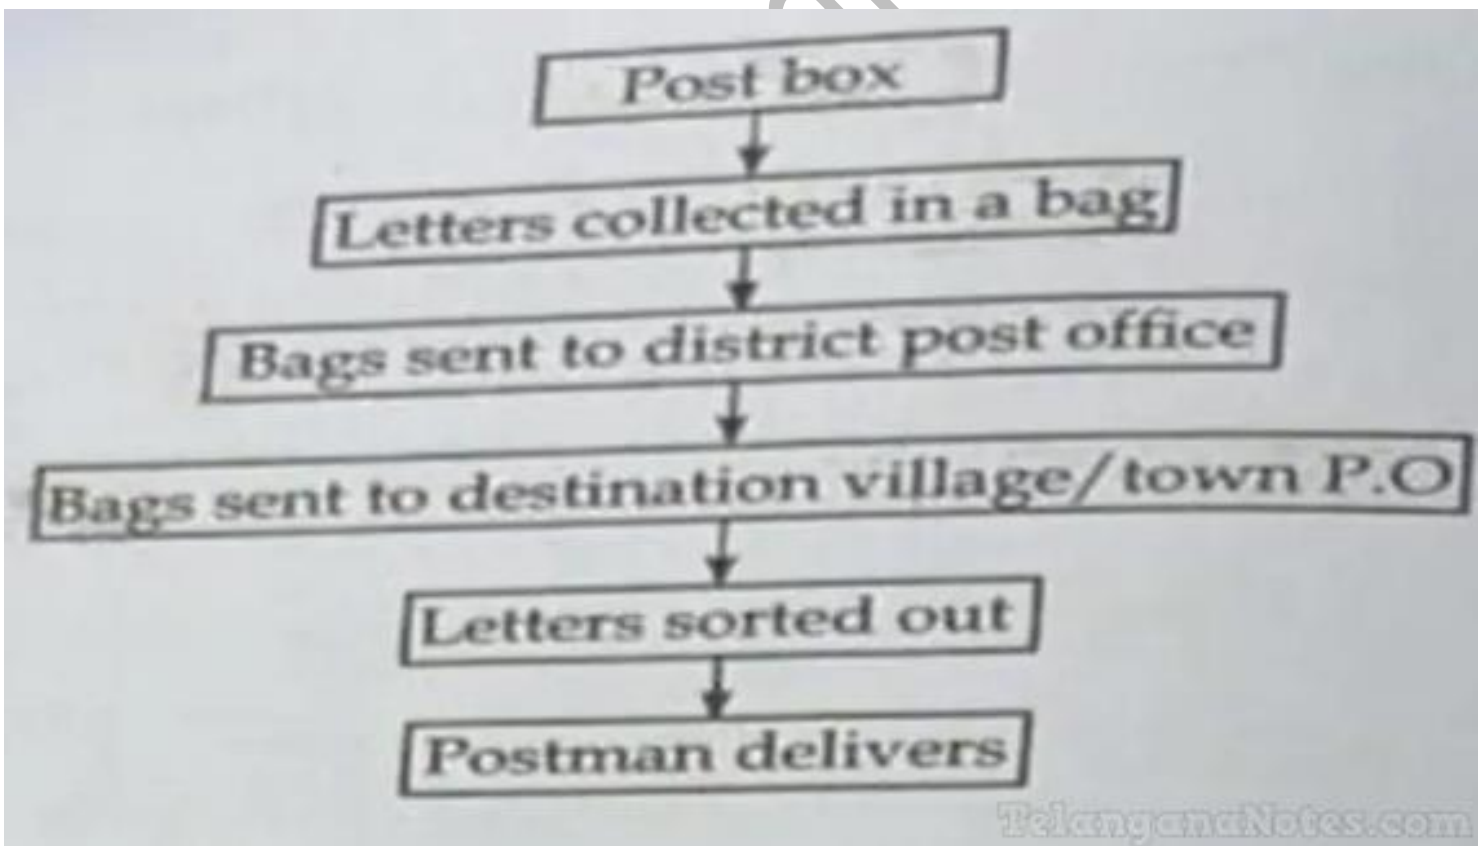 Post box
Letters collected in a bag
Bags sent to district post office
Bags sent to destination village/town P.O
Letters sorted out
Postman delivers
TelanganaNotes.com